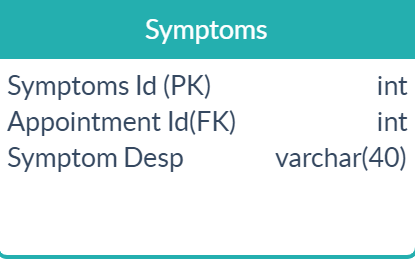 Symptoms
Symptoms Id (PK) int
Appointment Id(FK) int
Symptom Desp varchar(40)